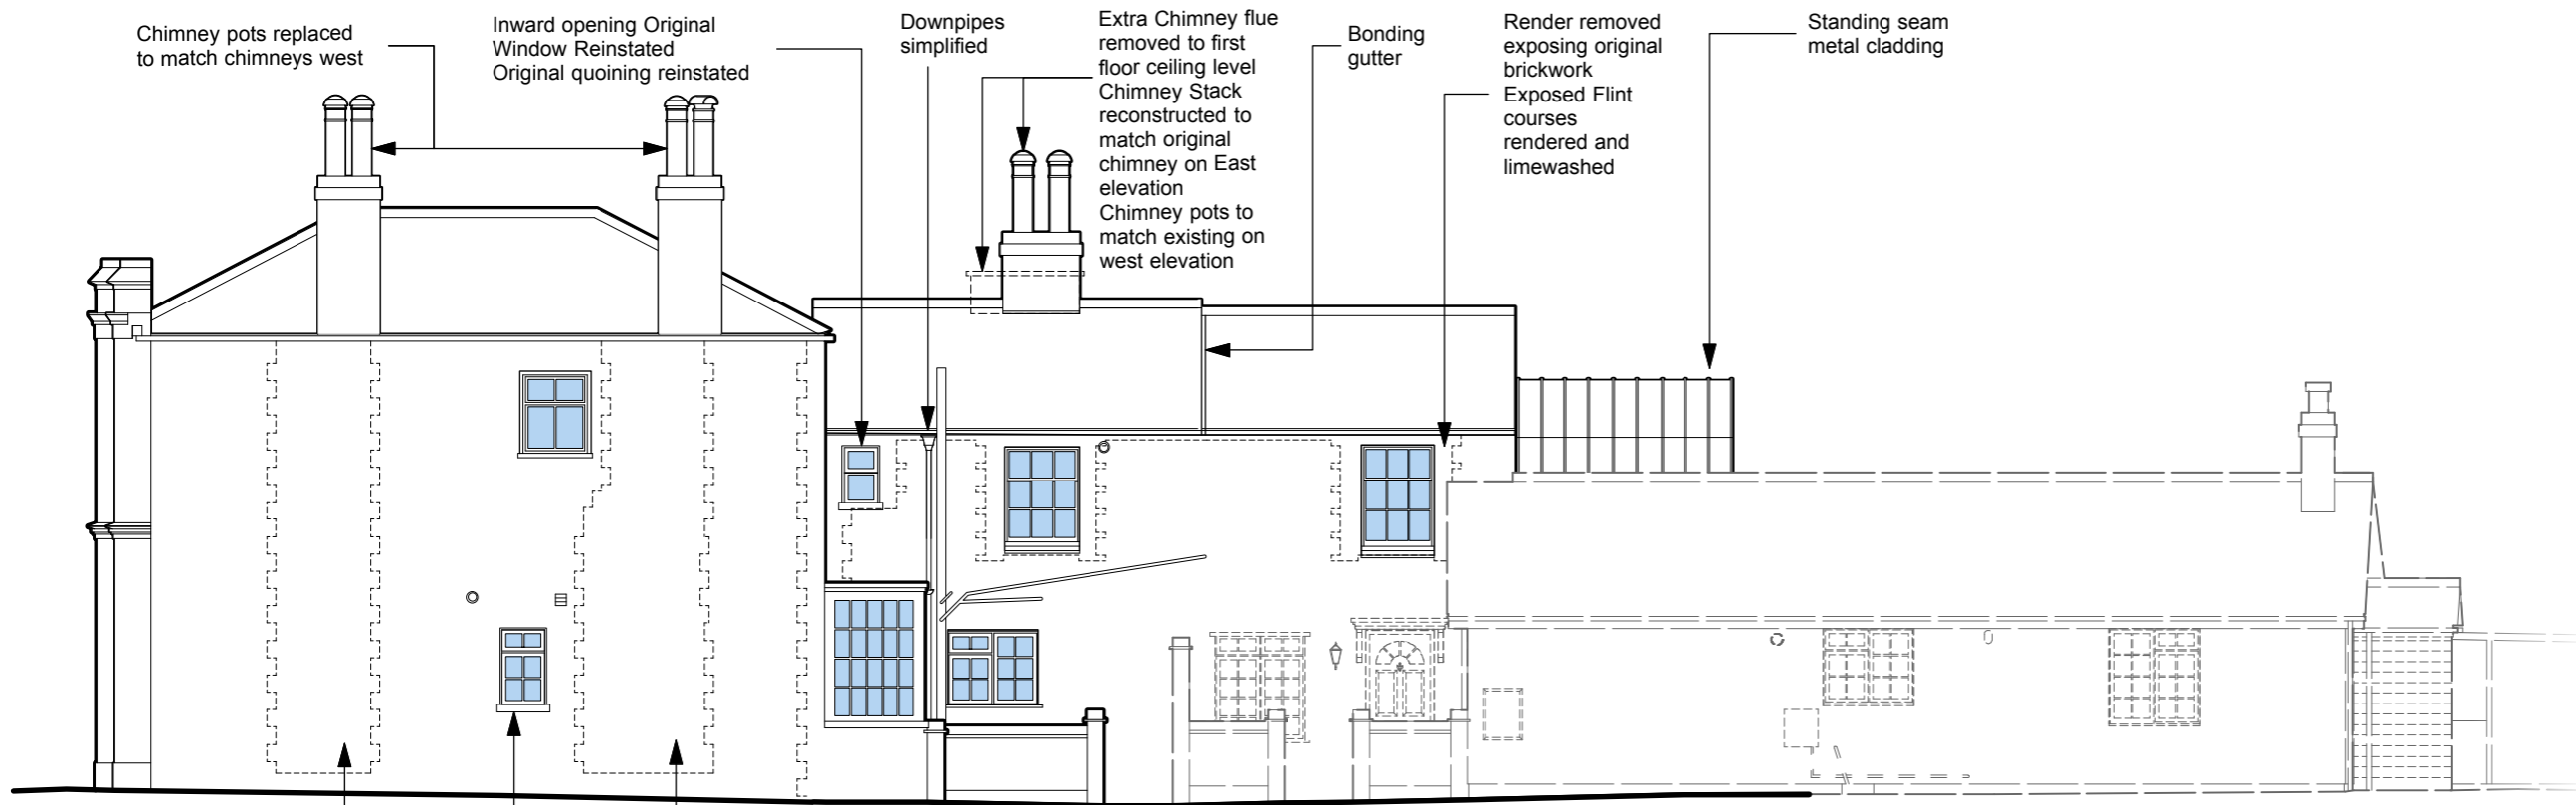 Chimney pots replaced
to match chimneys west
Inward opening Original
Window Reinstated
Original quoining reinstated
Downpipes
simplified
Extra Chimney flue
removed to first
floor ceiling level
Chimney Stack
reconstructed to
match original
chimney on East
elevation
Chimney pots to
match existing on
west elevation
Bonding
gutter
Render removed
exposing original
brickwork
Exposed Flint
courses
rendered and
limewashed
Standing seam
metal cladding